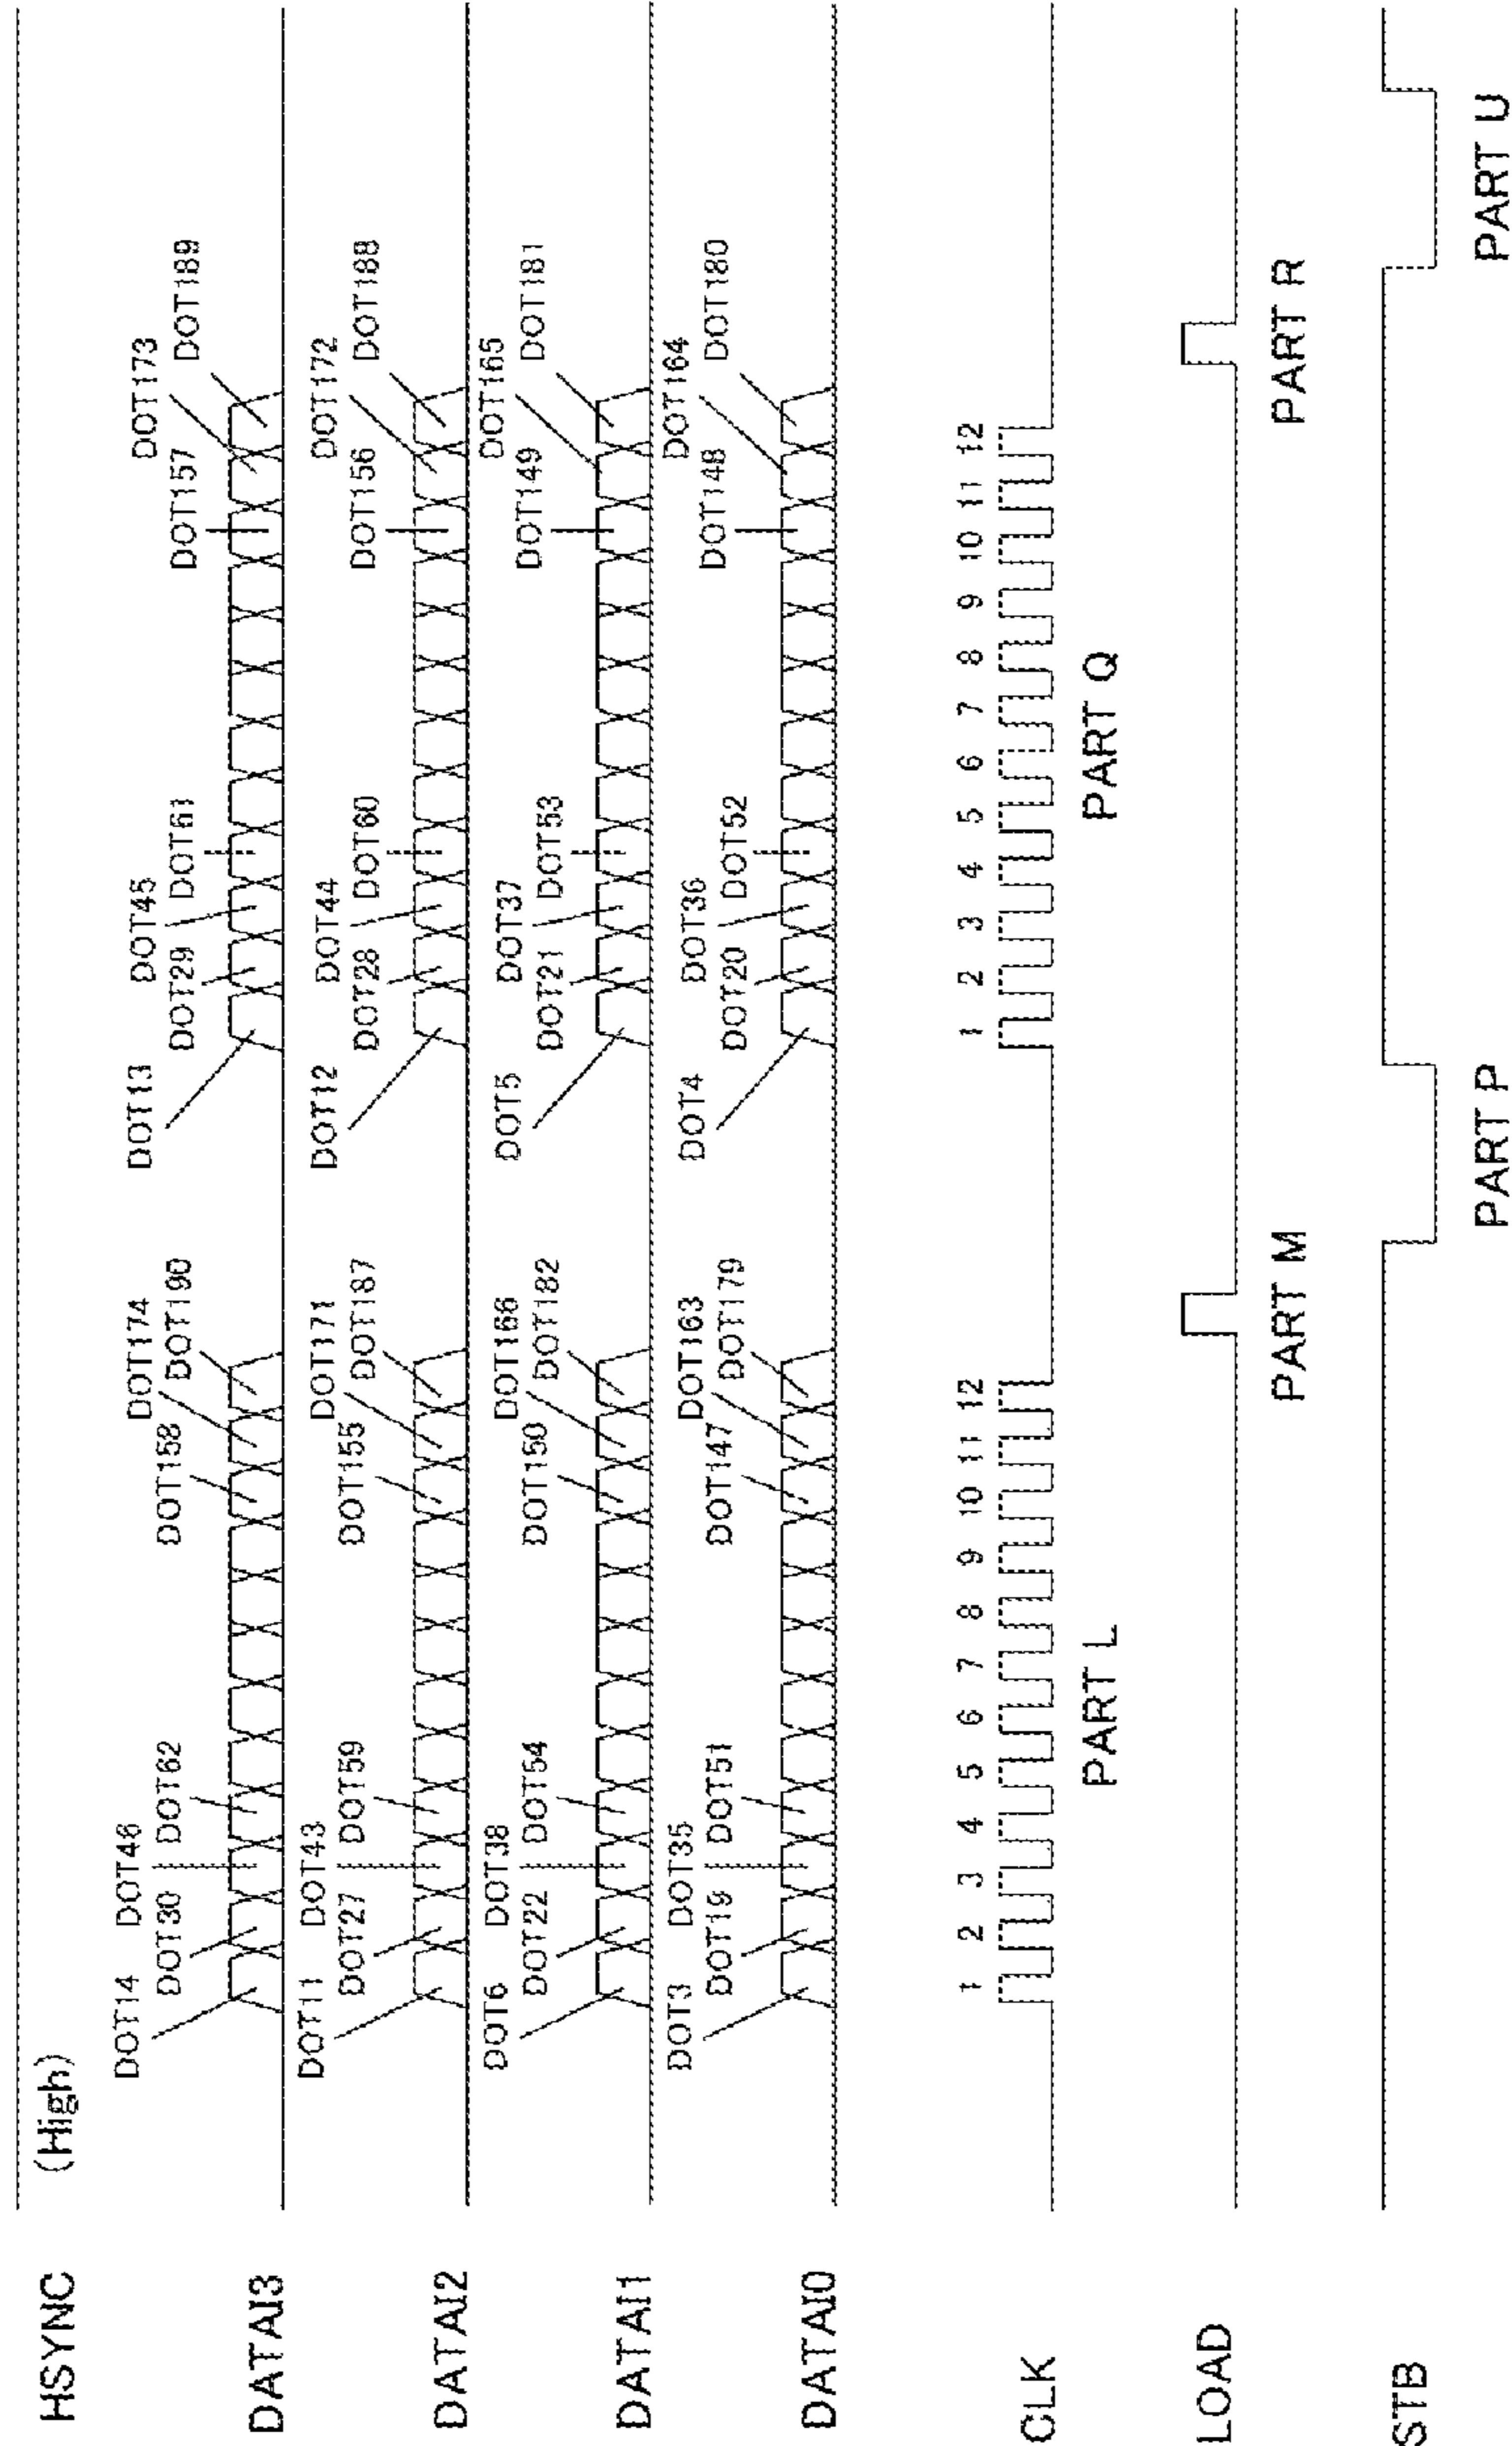 HSYNC (High)
DOT14 DOT46 DOT174 DOT13 DOT45 DOT173
DOT30 DOT62 DOT158 DOT190 DOT29 DOT61 DOT157 DOT189
DATAI3
DOT11 DOT43 DOT171 DOT12 DOT44 DOT172
DOT27 DOT59 DOT155 DOT187 DOT28 DOT60 DOT156 DOT188
DATAI2
DOT6 DOT38 DOT166 DOT5 DOT37 DOT165
DOT22 DOT54 DOT150 DOT182 DOT21 DOT53 DOT149 DOT181
DATAI1
DOT3 DOT35 DOT163 DOT4 DOT36 DOT164
DOT19 DOT51 DOT147 DOT179 DOT20 DOT52 DOT148 DOT180
DATAI0
1 2 3 4 5 6 7 8 9 10 11 12 1 2 3 4 5 6 7 8 9 10 11 12
CLK
PART L PART Q
LOAD
PART M PART R
STB
PART P PART U